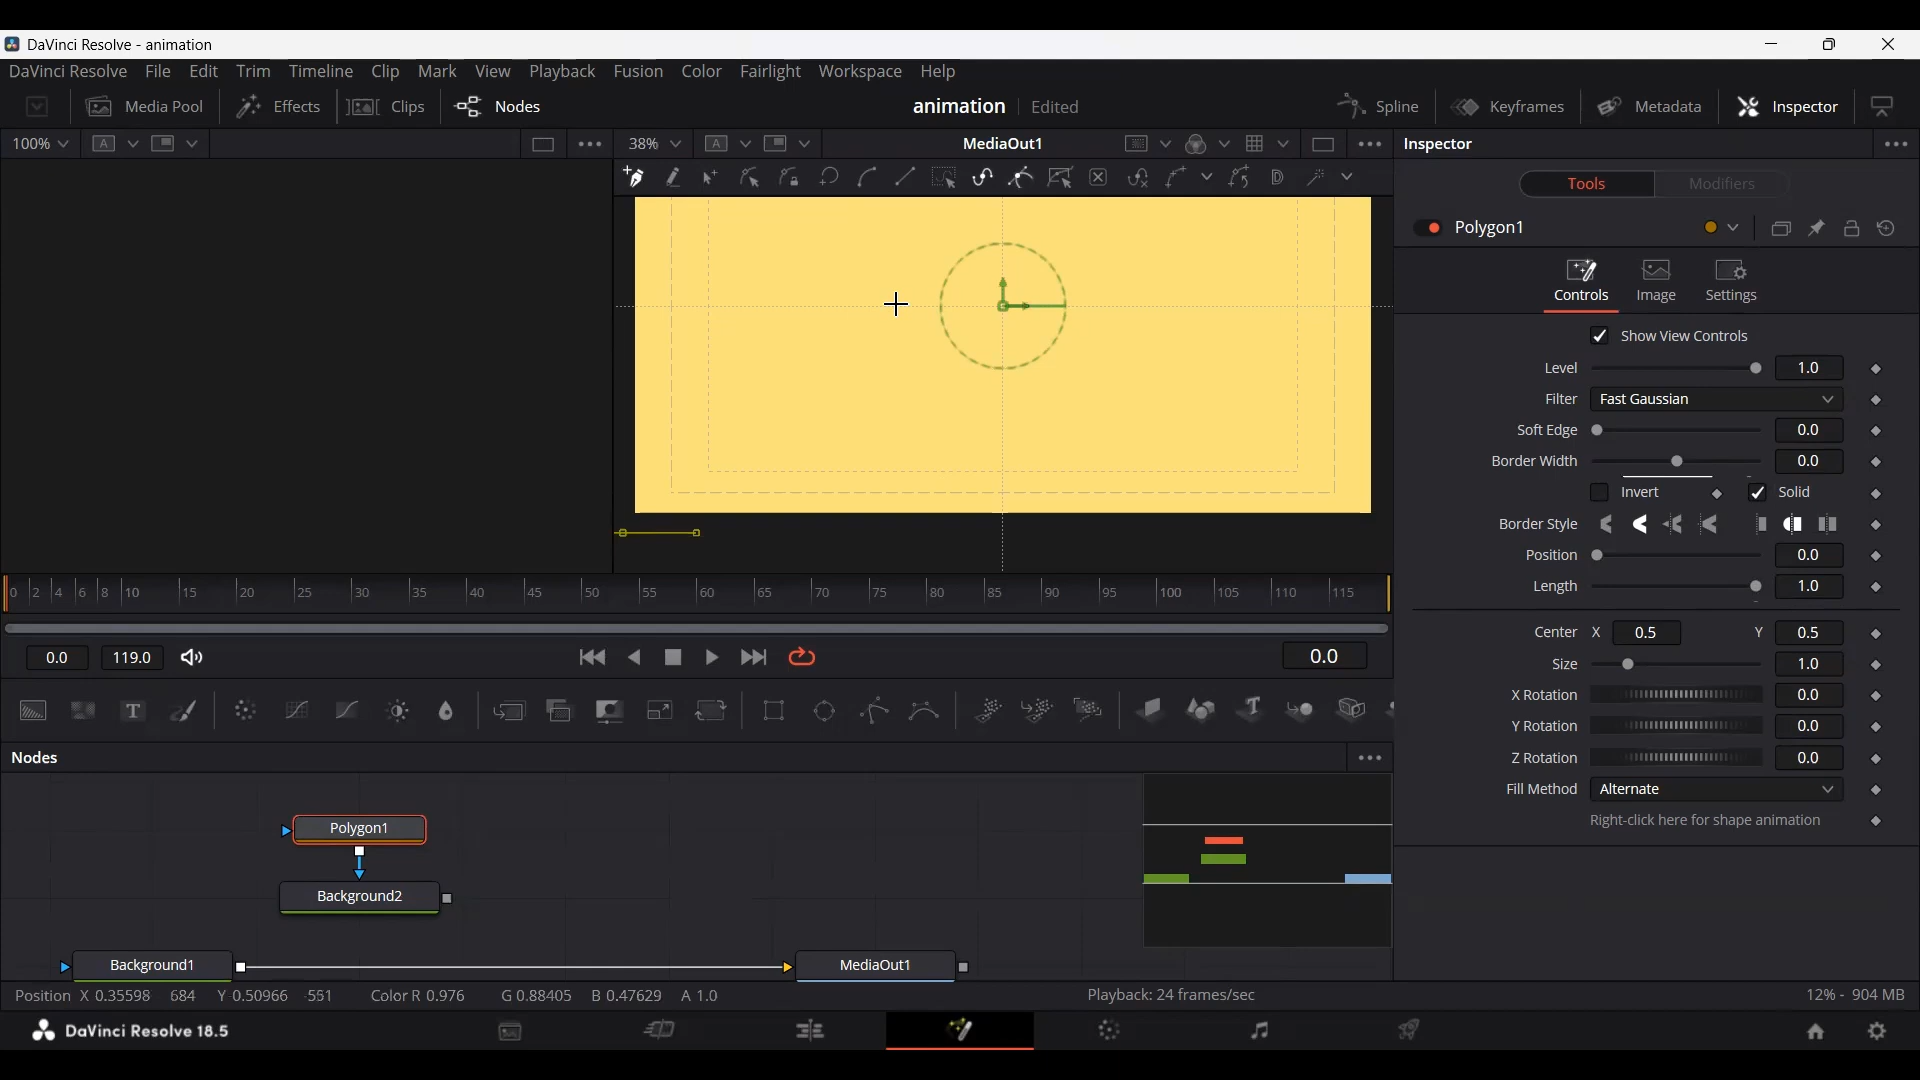 DaVinci Resolve - animation
DaVinci Resolve File Edit Trim Timeline Clip Mark View Playback Fusion Color Fairlight Workspace Help
Media Pool Effects Clips Nodes animation Edited Spline Keyframes Metadata Inspector
100% A 38% A MediaOut1 Inspector
Tools Modifiers
Polygon1
Controls Image Settings
Show View Controls
Level 1.0
Filter Fast Gaussian
Soft Edge 0.0
Border Width 0.0
Invert Solid
Border Style
Position 0.0
Length 1.0
0 2 4 6 8 10 15 20 25 30 35 40 45 50 55 60 65 70 75 80 85 90 95 100 105 110 115
Center X 0.5 Y 0.5
0.0 119.0 0.0
Size 1.0
X Rotation 0.0
Y Rotation 0.0
Z Rotation 0.0
Nodes
Fill Method Alternate
Right-click here for shape animation
Polygon1
Background2
Background1 MediaOut1
Position X 0.35598 684 Y 0.50966 -551 Color R 0.976 G 0.88405 B 0.47629 A 1.0 Playback: 24 frames/sec 12% - 904 MB
DaVinci Resolve 18.5